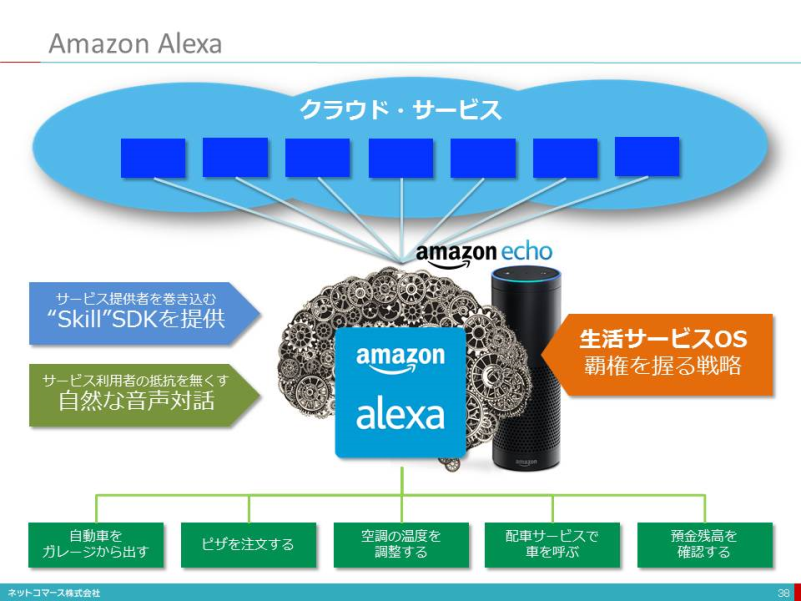 Amazon Alexa
クラウド・サービス
amazon echo
サービス提供者を巻き込む
“Skill”SDKを提供
生活サービスOS
覇権を握る戦略
サービス利用者の抵抗を無くす
自然な音声対話
amazon
alexa
amazon
自動車を
ガレージから出す
ピザを注文する
空調の温度を
調整する
配車サービスで
車を呼ぶ
預金残高を
確認する
ネットコマース株式会社
38